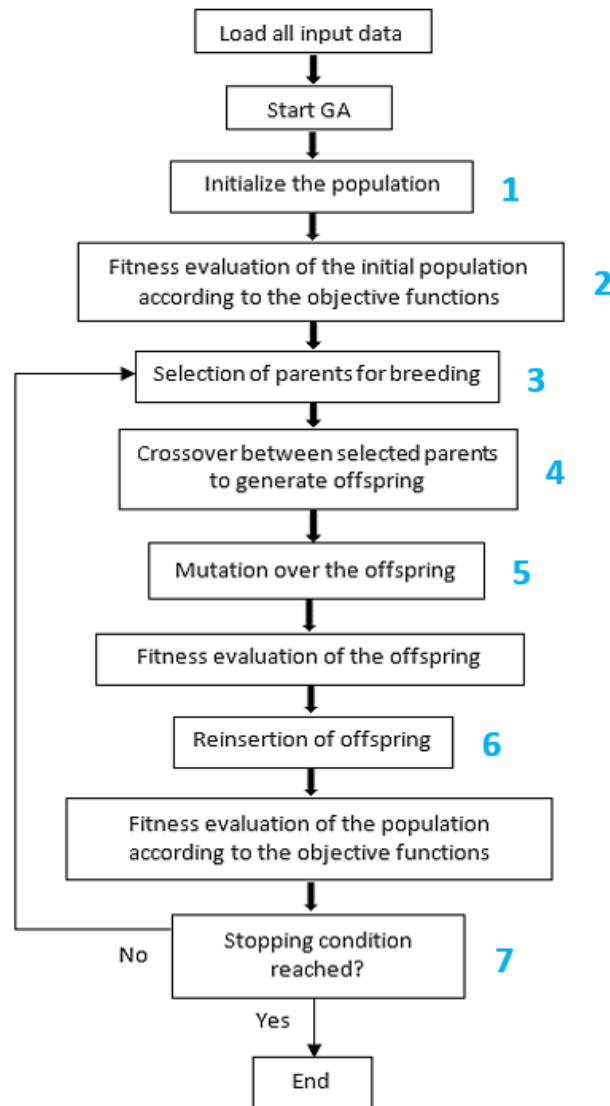 Load all input data
Start GA
Initialize the population
1
Fitness evaluation of the initial population
according to the objective functions
2
Selection of parents for breeding
3
Crossover between selected parents
to generate offspring
4
Mutation over the offspring
5
Fitness evaluation of the offspring
Reinsertion of offspring
6
Fitness evaluation of the population
according to the objective functions
Stopping condition
reached?
7
No
Yes
End